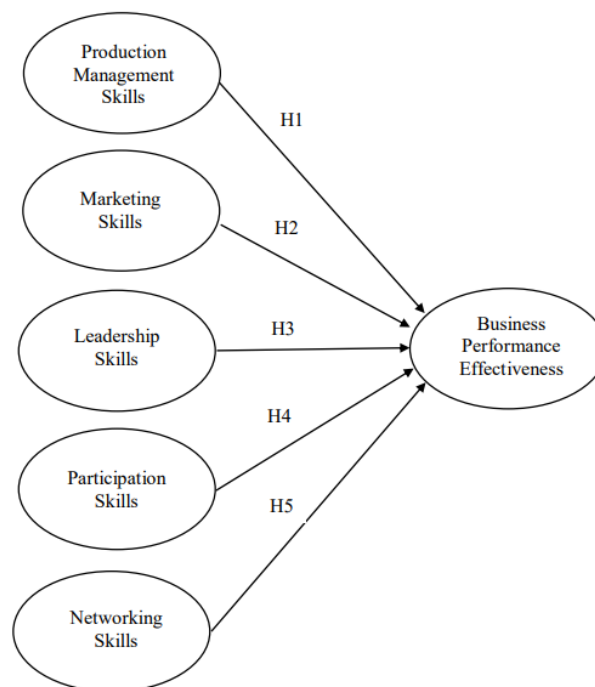 Production
Management
Skills
H1
Marketing
Skills
H2
Leadership
Skills
H3
Business
Performance
Effectiveness
H4
Participation
Skills
H5
Networking
Skills